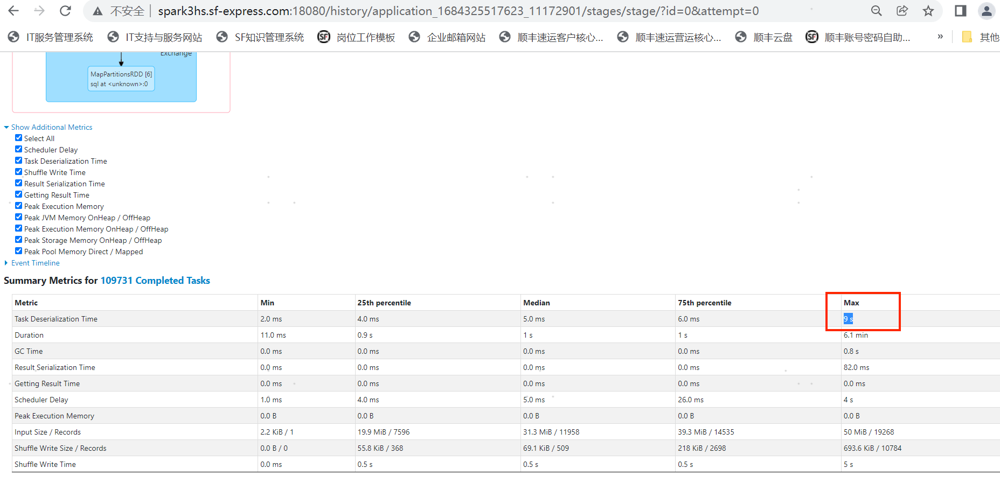 不安全 spark3hs.sf-express.com:18080/history/application_1684325517623_11172901/stages/stage/?id=0&attempt=0
IT服务管理系统 IT支持与服务网站 SF知识管理系统 SF 岗位工作模板 企业邮箱网站 顺丰速运客户核心... 顺丰速运营运核心... 顺丰云盘 SF 顺丰账号密码自助... » 其他
Exchange
MapPartitionsRDD [6]
sql at <unknown>:0
Show Additional Metrics
Select All
Scheduler Delay
Task Deserialization Time
Shuffle Write Time
Result Serialization Time
Getting Result Time
Peak Execution Memory
Peak JVM Memory OnHeap / OffHeap
Peak Execution Memory OnHeap / OffHeap
Peak Storage Memory OnHeap / OffHeap
Peak Pool Memory Direct / Mapped
Event Timeline
Summary Metrics for 109731 Completed Tasks
Metric Min 25th percentile Median 75th percentile Max
Task Deserialization Time 2.0 ms 4.0 ms 5.0 ms 6.0 ms 9 s
Duration 11.0 ms 0.9 s 1 s 1 s 6.1 min
GC Time 0.0 ms 0.0 ms 0.0 ms 0.0 ms 0.8 s
Result Serialization Time 0.0 ms 0.0 ms 0.0 ms 0.0 ms 82.0 ms
Getting Result Time 0.0 ms 0.0 ms 0.0 ms 0.0 ms 0.0 ms
Scheduler Delay 1.0 ms 4.0 ms 5.0 ms 26.0 ms 4 s
Peak Execution Memory 0.0 B 0.0 B 0.0 B 0.0 B 0.0 B
Input Size / Records 2.2 KiB / 1 19.9 MiB / 7596 31.3 MiB / 11958 39.3 MiB / 14535 50 MiB / 19268
Shuffle Write Size / Records 0.0 B / 0 55.8 KiB / 368 69.1 KiB / 509 218 KiB / 2698 693.6 KiB / 10784
Shuffle Write Time 0.0 ms 0.5 s 0.5 s 0.5 s 5 s